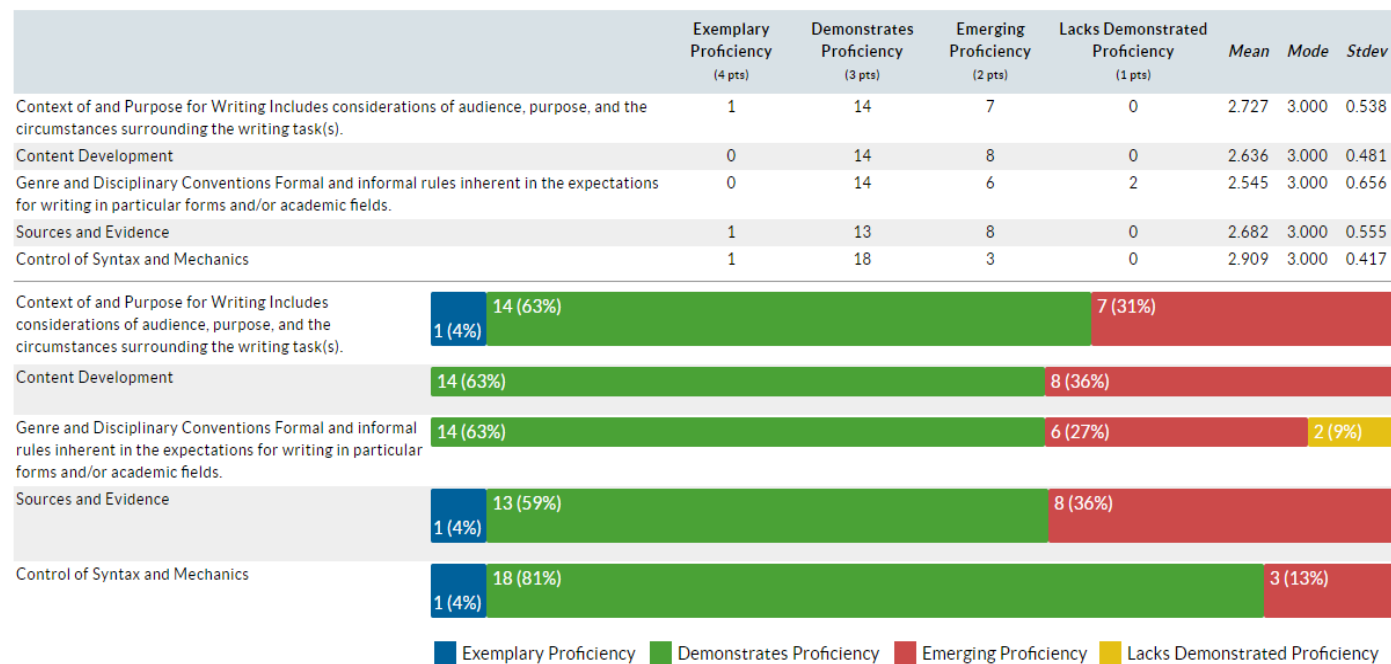 Exemplary Proficiency (4 pts) Demonstrates Proficiency (3 pts) Emerging Proficiency (2 pts) Lacks Demonstrated Proficiency (1 pts) Mean Mode Stdev
Context of and Purpose for Writing Includes considerations of audience, purpose, and the 1 14 7 0 2.727 3.000 0.538
circumstances surrounding the writing task(s).
Content Development 0 14 8 0 2.636 3.000 0.481
Genre and Disciplinary Conventions Formal and informal rules inherent in the expectations 0 14 6 2 2.545 3.000 0.656
for writing in particular forms and/or academic fields.
Sources and Evidence 1 13 8 0 2.682 3.000 0.555
Control of Syntax and Mechanics 1 18 3 0 2.909 3.000 0.417
Context of and Purpose for Writing Includes
considerations of audience, purpose, and the
circumstances surrounding the writing task(s).
1 (4%) 14 (63%) 7 (31%)
Content Development 14 (63%) 8 (36%)
Genre and Disciplinary Conventions Formal and informal
rules inherent in the expectations for writing in particular
forms and/or academic fields.
14 (63%) 6 (27%) 2 (9%)
Sources and Evidence 1 (4%) 13 (59%) 8 (36%)
Control of Syntax and Mechanics 1 (4%) 18 (81%) 3 (13%)
Exemplary Proficiency Demonstrates Proficiency Emerging Proficiency Lacks Demonstrated Proficiency